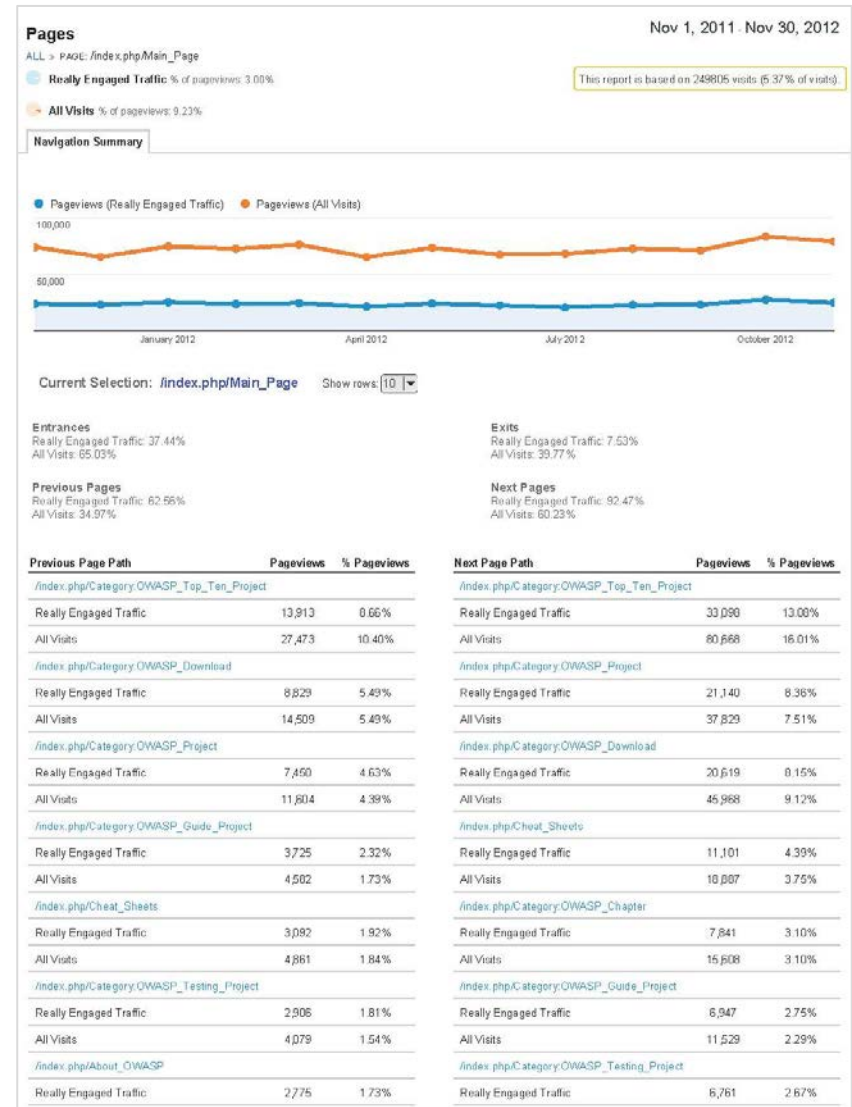 Pages
Nov 1, 2011 - Nov 30, 2012
ALL > PAGE: /index.php/Main_Page
Really Engaged Traffic % of pageviews: 3.00%
This report is based on 249805 visits (5.37% of visits).
All Visits % of pageviews: 9.23%
Navigation Summary
Pageviews (Really Engaged Traffic) Pageviews (All Visits)
100,000
50,000
January 2012 April 2012 July 2012 October 2012
Current Selection: /index.php/Main_Page Show rows: 10
Entrances
Really Engaged Traffic: 37.44%
All Visits: 65.03%
Exits
Really Engaged Traffic: 7.53%
All Visits: 39.77%
Previous Pages
Really Engaged Traffic: 62.56%
All Visits: 34.97%
Next Pages
Really Engaged Traffic: 92.47%
All Visits: 60.23%
Previous Page Path Pageviews % Pageviews
/index.php/Category:OWASP_Top_Ten_Project
Really Engaged Traffic 13,913 8.66%
All Visits 27,473 10.40%
/index.php/Category:OWASP_Download
Really Engaged Traffic 8,829 5.49%
All Visits 14,509 5.49%
/index.php/Category:OWASP_Project
Really Engaged Traffic 7,450 4.63%
All Visits 11,604 4.39%
/index.php/Category:OWASP_Guide_Project
Really Engaged Traffic 3,725 2.32%
All Visits 4,582 1.73%
/index.php/Cheat_Sheets
Really Engaged Traffic 3,092 1.92%
All Visits 4,861 1.84%
/index.php/Category:OWASP_Testing_Project
Really Engaged Traffic 2,906 1.81%
All Visits 4,079 1.54%
/index.php/About_OWASP
Really Engaged Traffic 2,775 1.73%
Next Page Path Pageviews % Pageviews
/index.php/Category:OWASP_Top_Ten_Project
Really Engaged Traffic 33,098 13.08%
All Visits 80,668 16.01%
/index.php/Category:OWASP_Project
Really Engaged Traffic 21,140 8.36%
All Visits 37,829 7.51%
/index.php/Category:OWASP_Download
Really Engaged Traffic 20,619 8.15%
All Visits 45,968 9.12%
/index.php/Cheat_Sheets
Really Engaged Traffic 11,101 4.39%
All Visits 18,887 3.75%
/index.php/Category:OWASP_Chapter
Really Engaged Traffic 7,841 3.10%
All Visits 15,608 3.10%
/index.php/Category:OWASP_Guide_Project
Really Engaged Traffic 6,947 2.75%
All Visits 11,529 2.29%
/index.php/Category:OWASP_Testing_Project
Really Engaged Traffic 6,761 2.67%